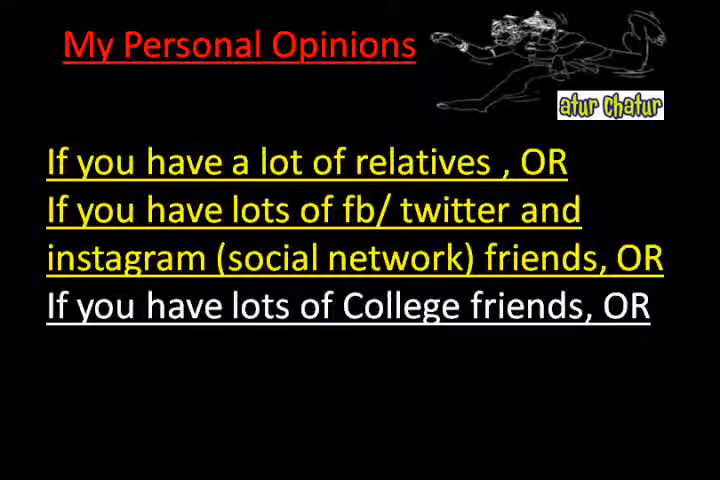 My Personal Opinions
atur chatur
If you have a lot of relatives , OR
If you have lots of fb/ twitter and
instagram (social network) friends, OR
If you have lots of College friends, OR